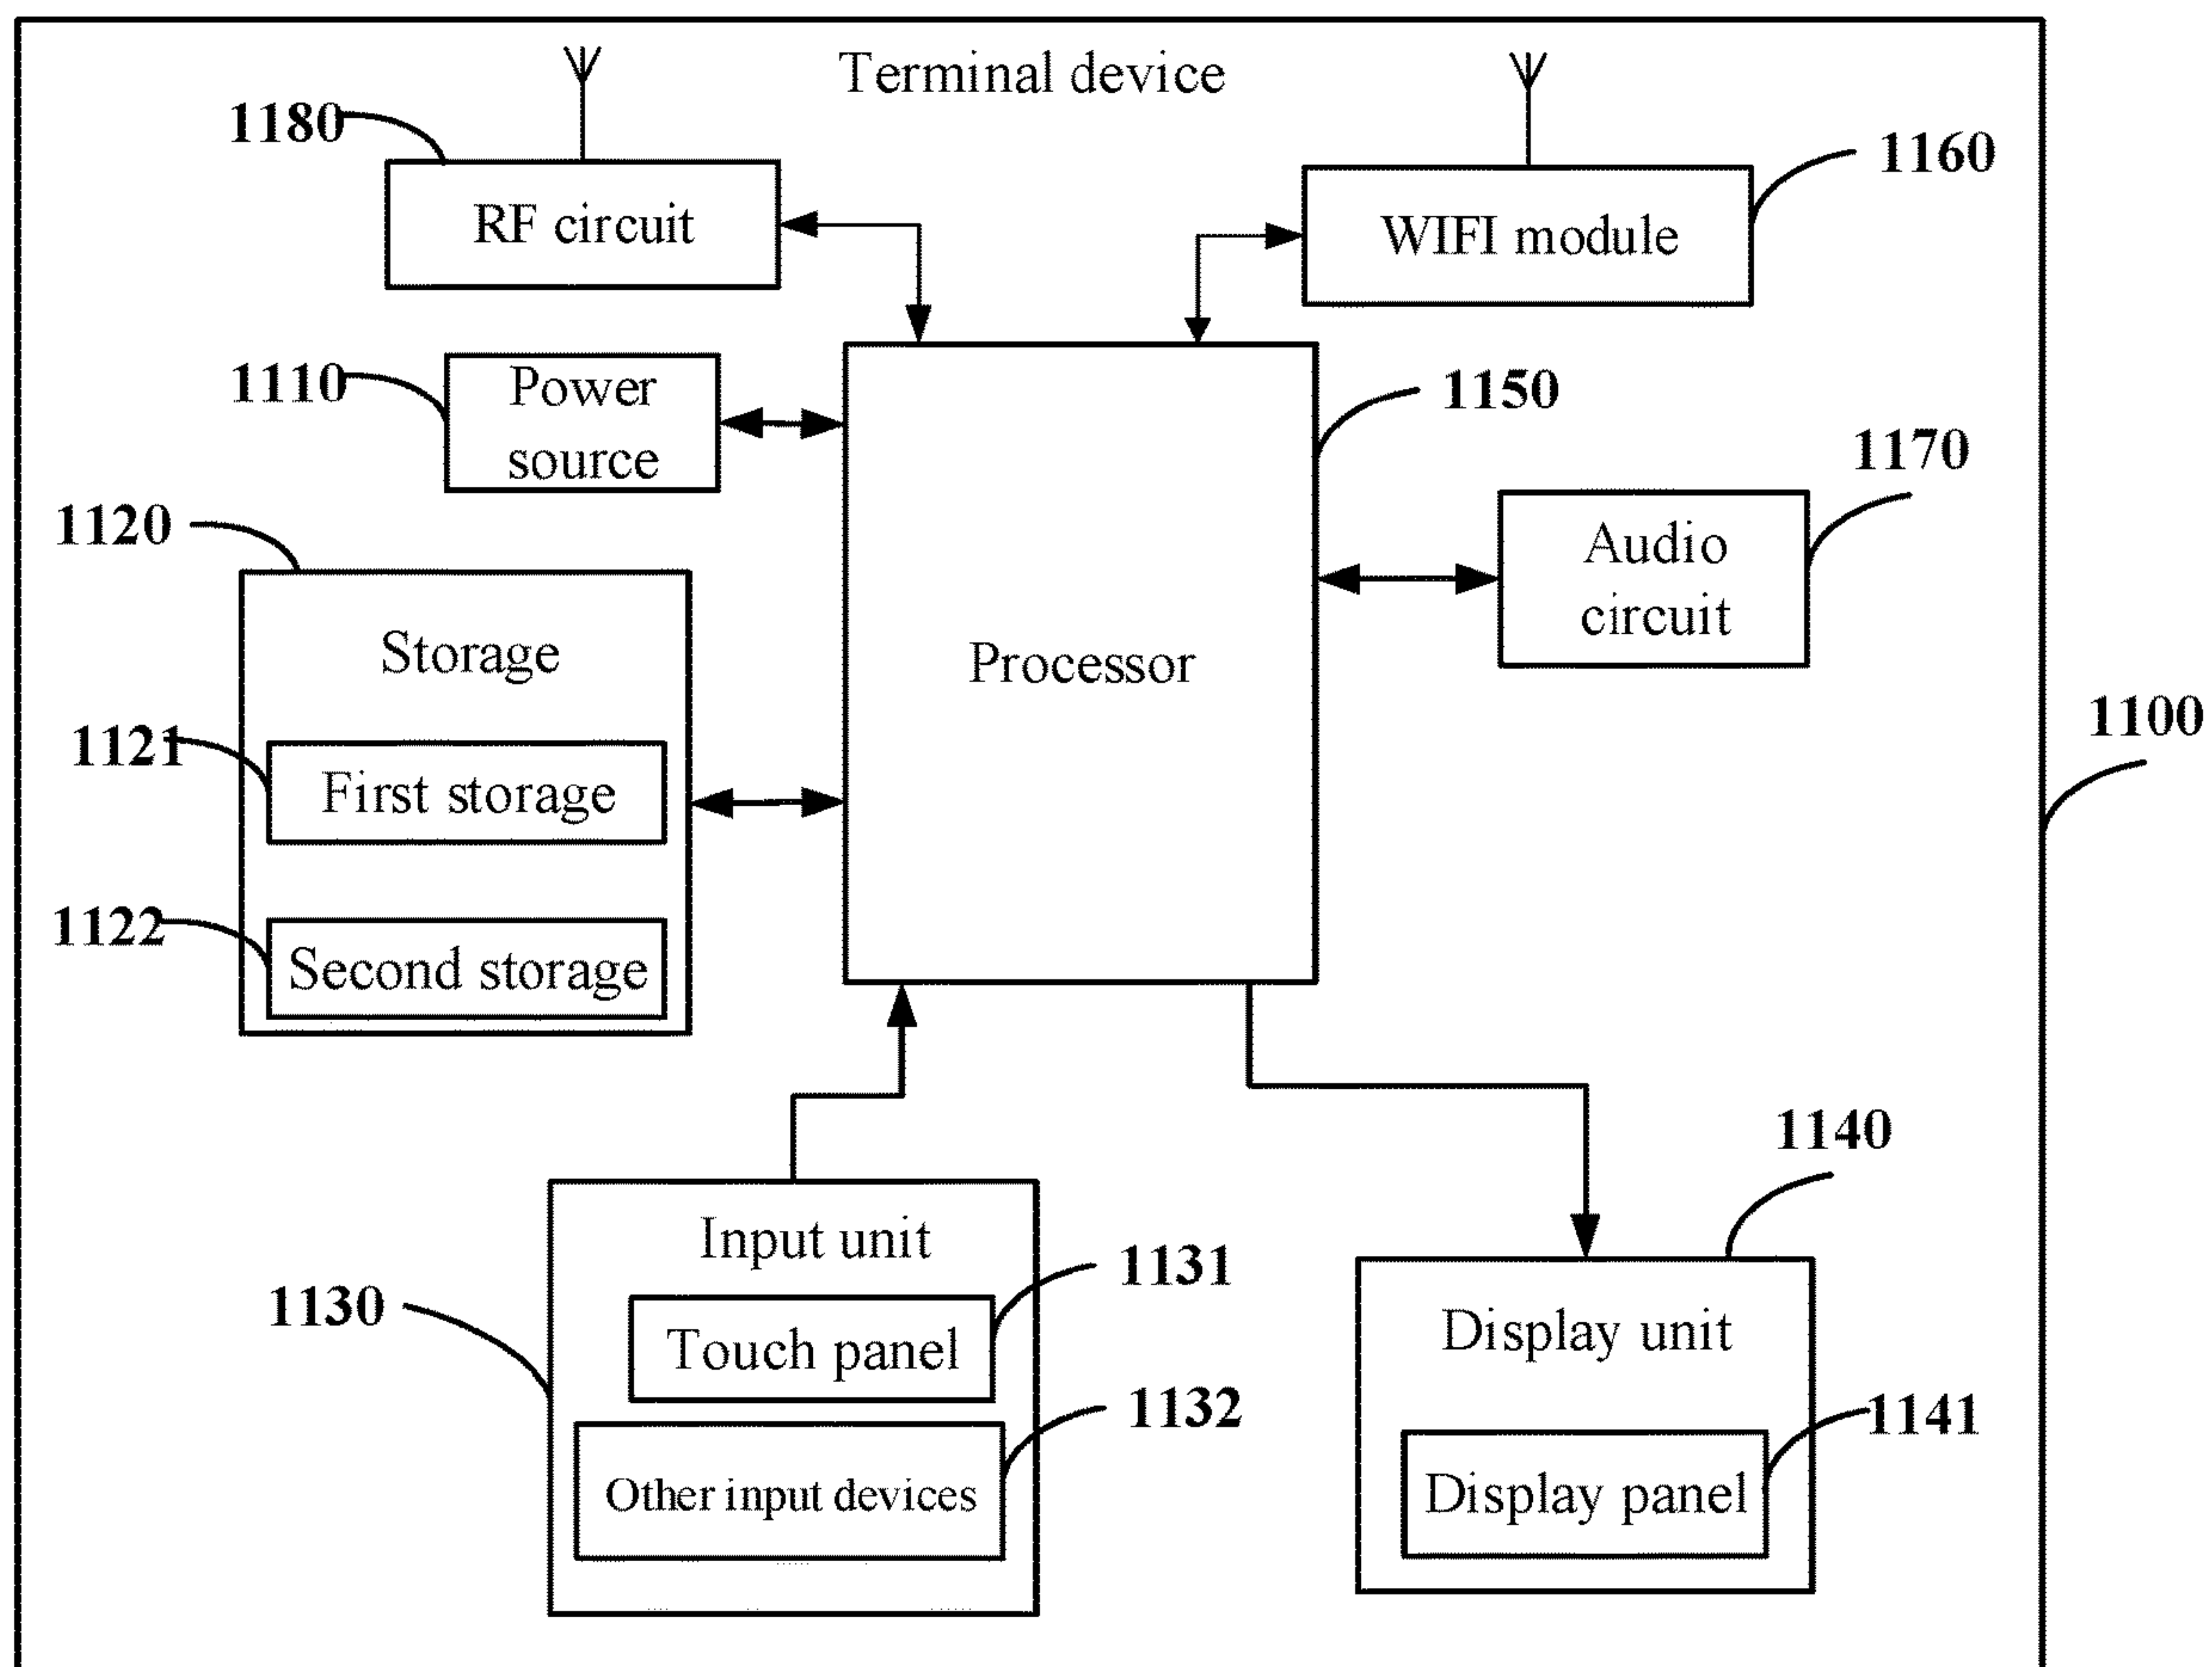 Terminal device
1180
RF circuit
1160
WIFI module
1110
Power
source
1150
1170
Audio
circuit
1120
Storage
Processor
1121
First storage
1100
1122
Second storage
1140
Input unit
1131
1130
Touch panel
Display unit
1132
Other input devices
1141
Display panel